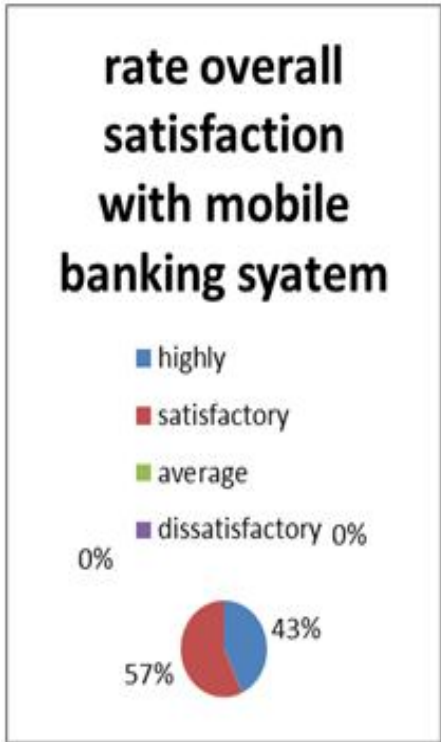 rate overall
satisfaction
with mobile
banking syatem
highly
satisfactory
average
dissatisfactory 0%
0%
43%
57%